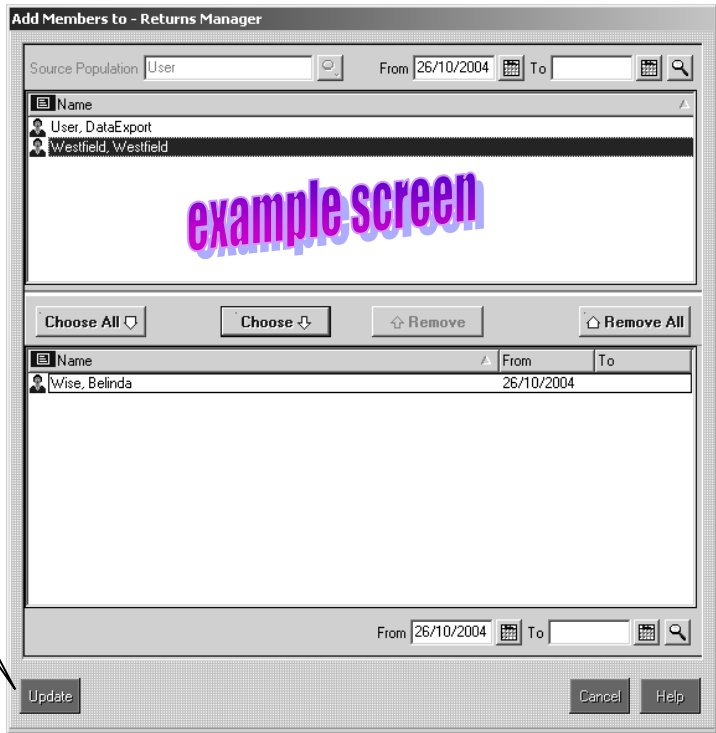 Add Members to - Returns Manager
Source Population User From 26/10/2004 To
Name
User, DataExport
Westfield, Westfield
example screen
Choose All Choose Remove Remove All
Name From To
Wise, Belinda 26/10/2004
From 26/10/2004 To
Update Cancel Help